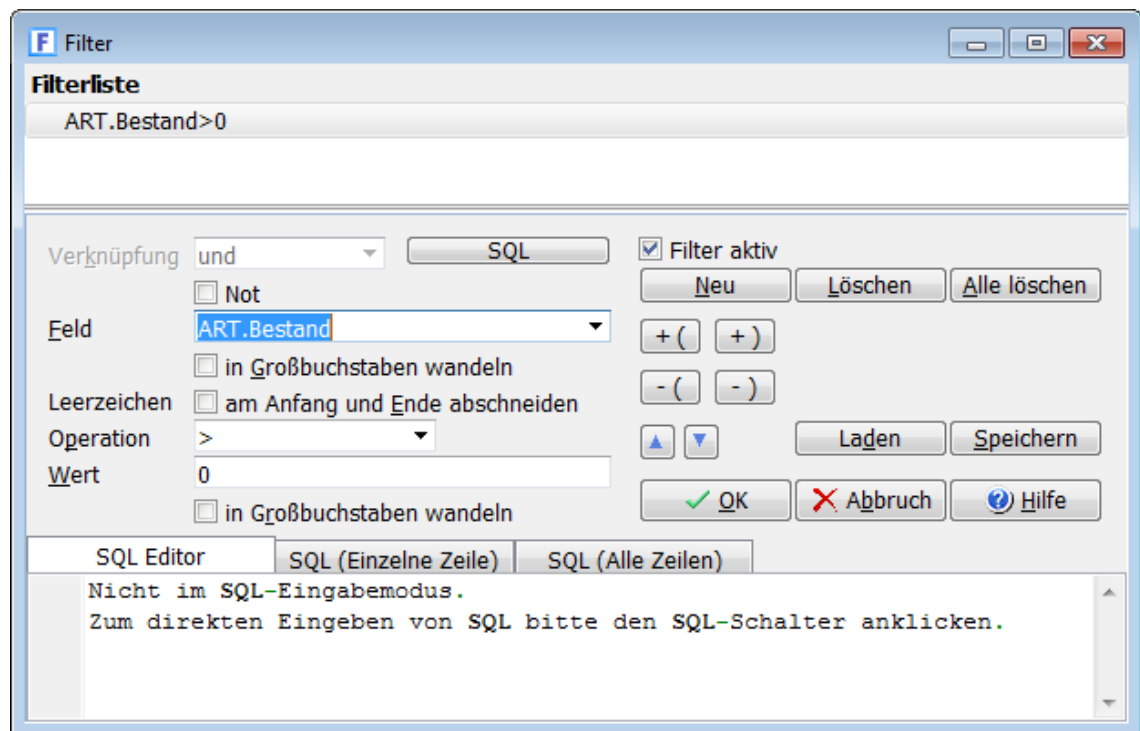 F Filter
Filterliste
ART.Bestand>0
Verknüpfung und SQL Filter aktiv
Not Neu Löschen Alle löschen
Feld ART.Bestand + ( + )
in Großbuchstaben wandeln
Leerzeichen am Anfang und Ende abschneiden - ( - )
Operation > Laden Speichern
Wert 0
in Großbuchstaben wandeln OK Abbruch Hilfe
SQL Editor SQL (Einzelne Zeile) SQL (Alle Zeilen)
Nicht im SQL-Eingabemodus.
Zum direkten Eingeben von SQL bitte den SQL-Schalter anklicken.